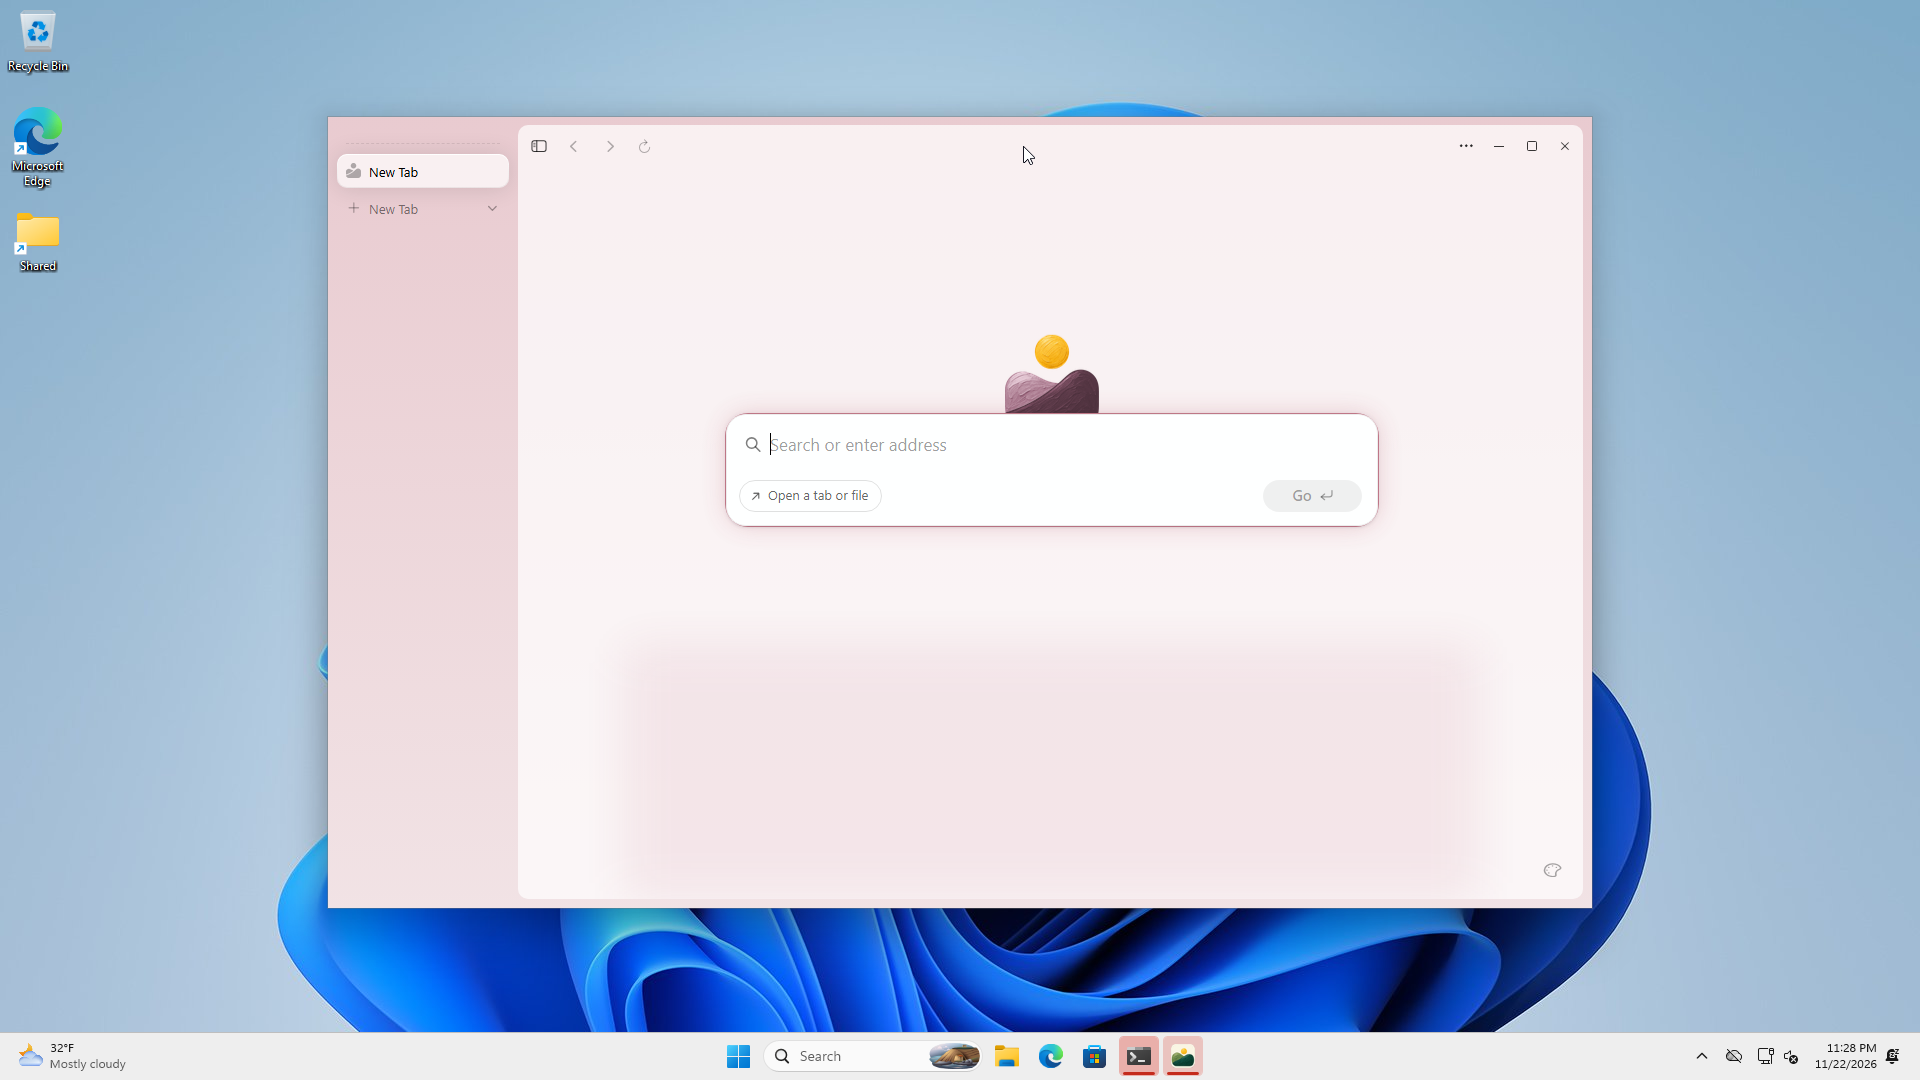 Recycle Bin
Microsoft
Edge
Shared
New Tab
New Tab
Search or enter address
Open a tab or file
Go
32°F
Mostly cloudy
Search
11:28 PM
11/22/2026